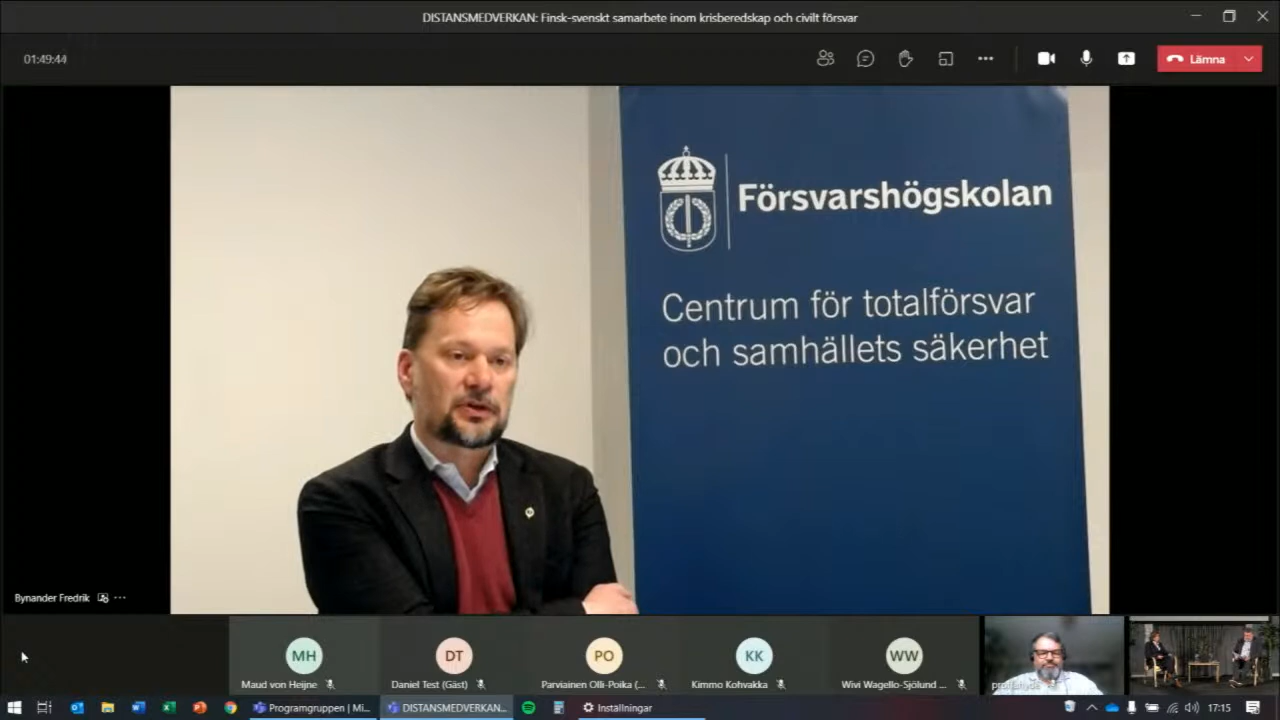 DISTANSMEDVERKAN: Finsk-svenskt samarbete inom krisberedskap och civilt försvar
01:49:44
Lämna
Försvarshögskolan
Centrum för totalförsvar
och samhällets säkerhet
Bynander Fredrik
MH
DT
PO
KK
WW
Maud von Heijne
Daniel Test (Gäst)
Parviainen Olli-Poika (...
Kimmo Kohvakka
Wivi Wagello-Sjölund ...
Programgruppen | Mi...
DISTANSMEDVERKAN...
Inställningar
17:15